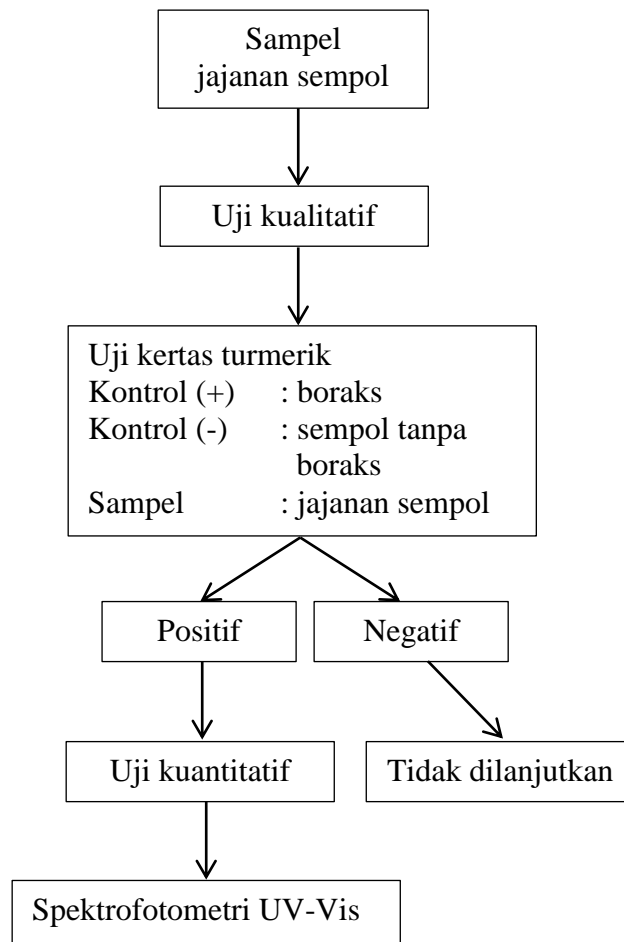 Sampel
jajanan sempol
Uji kualitatif
Uji kertas turmerik
Kontrol (+) : boraks
Kontrol (-) : sempol tanpa
boraks
Sampel : jajanan sempol
Positif
Negatif
Uji kuantitatif
Tidak dilanjutkan
Spektrofotometri UV-Vis